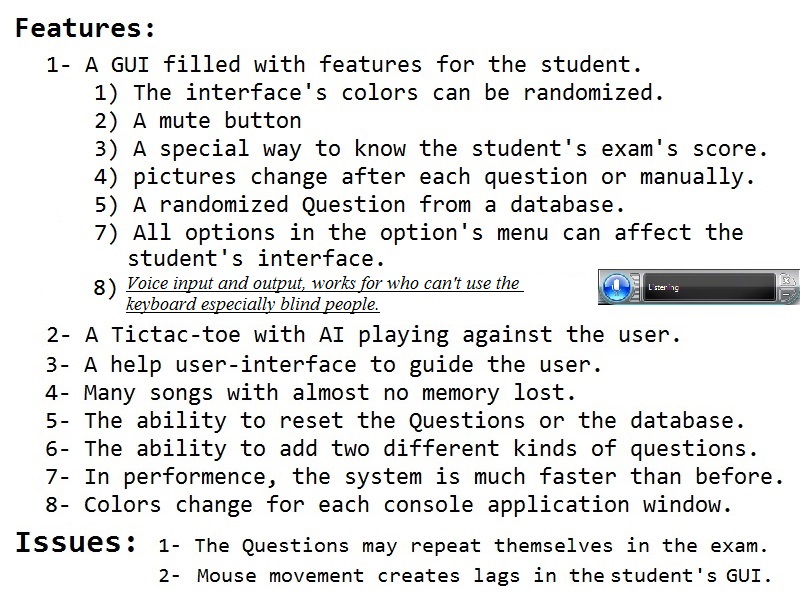 Features:
1- A GUI filled with features for the student.
1) The interface's colors can be randomized.
2) A mute button
3) A special way to know the student's exam's score.
4) pictures change after each question or manually.
5) A randomized Question from a database.
7) All options in the option's menu can affect the
student's interface.
8) Voice input and output, works for who can't use the
keyboard especially blind people.
Listening
2- A Tictac-toe with AI playing against the user.
3- A help user-interface to guide the user.
4- Many songs with almost no memory lost.
5- The ability to reset the Questions or the database.
6- The ability to add two different kinds of questions.
7- In performence, the system is much faster than before.
8- Colors change for each console application window.
Issues: 1- The Questions may repeat themselves in the exam.
2- Mouse movement creates lags in the student's GUI.